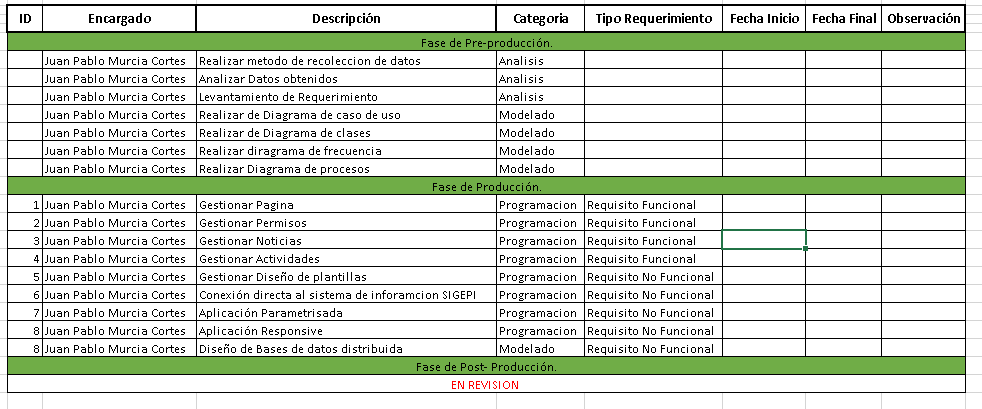 ID Encargado Descripción Categoria Tipo Requerimiento Fecha Inicio Fecha Final Observación
Fase de Pre-producción.
Juan Pablo Murcia Cortes Realizar metodo de recoleccion de datos Analisis
Juan Pablo Murcia Cortes Analizar Datos obtenidos Analisis
Juan Pablo Murcia Cortes Levantamiento de Requerimiento Analisis
Juan Pablo Murcia Cortes Realizar de Diagrama de caso de uso Modelado
Juan Pablo Murcia Cortes Realizar de Diagrama de clases Modelado
Juan Pablo Murcia Cortes Realizar diragrama de frecuencia Modelado
Juan Pablo Murcia Cortes Realizar Diagrama de procesos Modelado
Fase de Producción.
1 Juan Pablo Murcia Cortes Gestionar Pagina Programacion Requisito Funcional
2 Juan Pablo Murcia Cortes Gestionar Permisos Programacion Requisito Funcional
3 Juan Pablo Murcia Cortes Gestionar Noticias Programacion Requisito Funcional
4 Juan Pablo Murcia Cortes Gestionar Actividades Programacion Requisito Funcional
5 Juan Pablo Murcia Cortes Gestionar Diseño de plantillas Programacion Requisito No Funcional
6 Juan Pablo Murcia Cortes Conexión directa al sistema de inforamcion SIGEPI Programacion Requisito No Funcional
7 Juan Pablo Murcia Cortes Aplicación Parametrisada Programacion Requisito No Funcional
8 Juan Pablo Murcia Cortes Aplicación Responsive Programacion Requisito No Funcional
8 Juan Pablo Murcia Cortes Diseño de Bases de datos distribuida Modelado Requisito No Funcional
Fase de Post- Producción.
EN REVISION